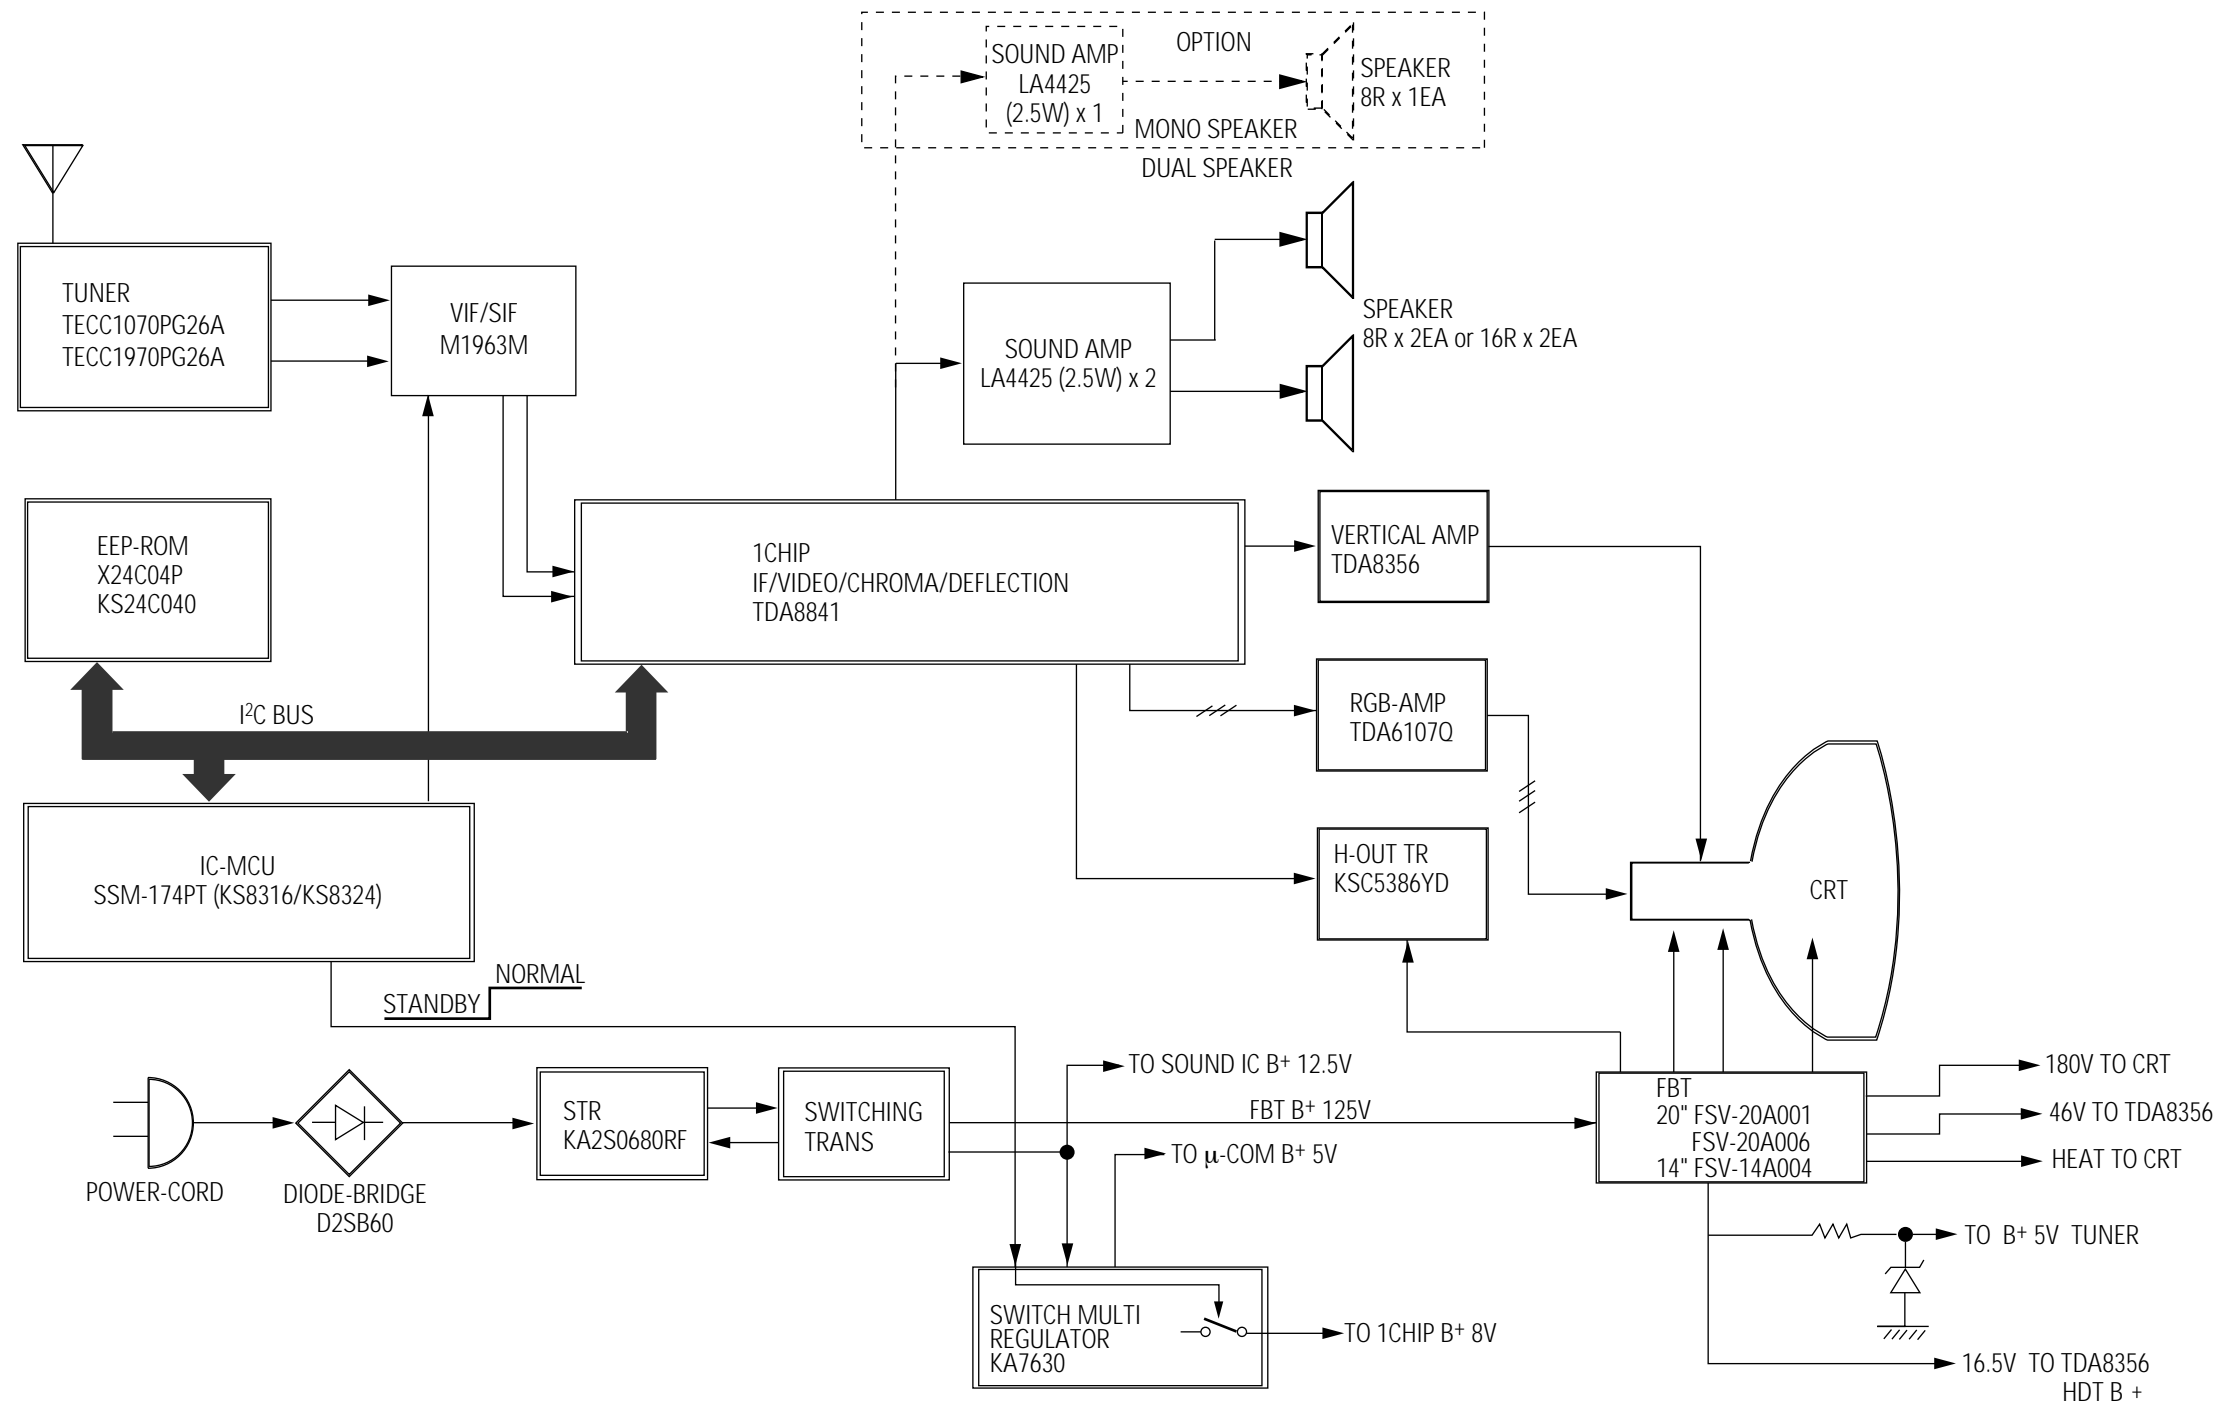 SOUND AMP
LA4425
(2.5W) x 1
OPTION
SPEAKER
8R x 1EA
MONO SPEAKER
DUAL SPEAKER
TUNER
TECC1070PG26A
TECC1970PG26A
VIF/SIF
M1963M
SOUND AMP
LA4425 (2.5W) x 2
SPEAKER
8R x 2EA or 16R x 2EA
EEP-ROM
X24C04P
KS24C040
1CHIP
IF/VIDEO/CHROMA/DEFLECTION
TDA8841
VERTICAL AMP
TDA8356
I²C BUS
RGB-AMP
TDA6107Q
IC-MCU
SSM-174PT (KS8316/KS8324)
H-OUT TR
KSC5386YD
CRT
NORMAL
STANDBY
POWER-CORD
DIODE-BRIDGE
D2SB60
STR
KA2S0680RF
SWITCHING
TRANS
TO SOUND IC B+ 12.5V
FBT B+ 125V
TO μ-COM B+ 5V
FBT
20" FSV-20A001
FSV-20A006
14" FSV-14A004
180V TO CRT
46V TO TDA8356
HEAT TO CRT
TO B+ 5V TUNER
SWITCH MULTI
REGULATOR
KA7630
TO 1CHIP B+ 8V
16.5V TO TDA8356
HDT B +